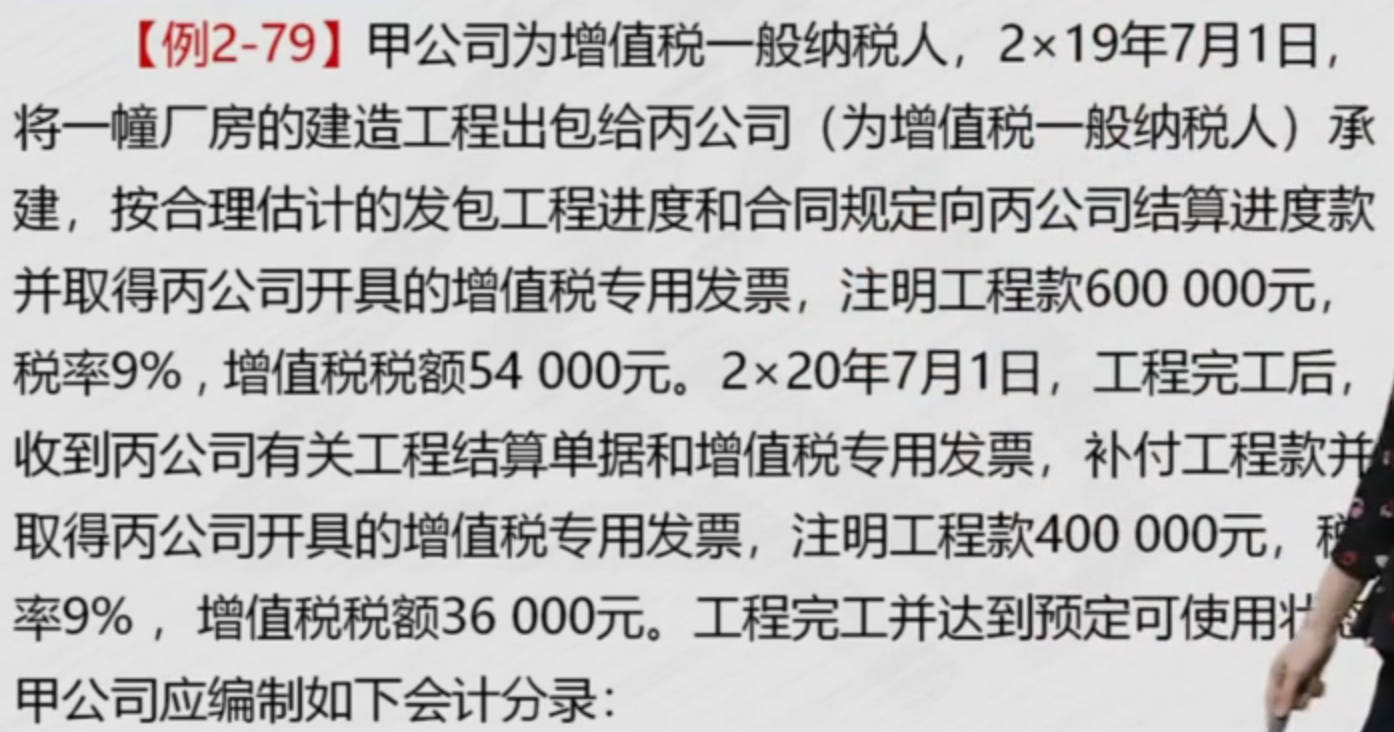 【例2-79】甲公司为增值税一般纳税人，2×19年7月1日，
将一幢厂房的建造工程出包给丙公司（为增值税一般纳税人）承
建，按合理估计的发包工程进度和合同规定向丙公司结算进度款
并取得丙公司开具的增值税专用发票，注明工程款600 000元，
税率9%，增值税税额54 000元。2×20年7月1日，工程完工后，
收到丙公司有关工程结算单据和增值税专用发票，补付工程款并
取得丙公司开具的增值税专用发票，注明工程款400 000元，税
率9%，增值税税额36 000元。工程完工并达到预定可使用状态
甲公司应编制如下会计分录：